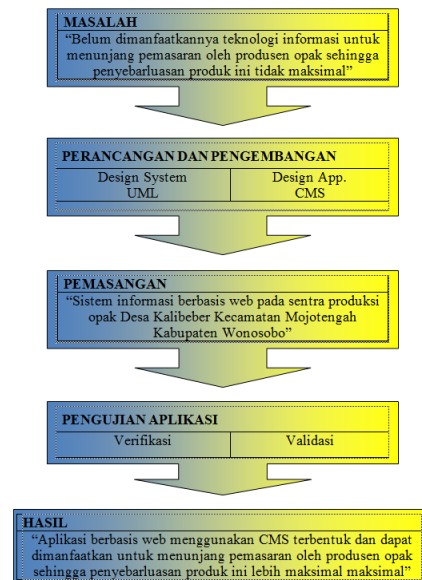 MASALAH
“Belum dimanfaatkannya teknologi informasi untuk
menunjang pemasaran oleh produsen opak sehingga
penyebarluasan produk ini tidak maksimal”
PERANCANGAN DAN PENGEMBANGAN
Design System
UML
Design App.
CMS
PEMASANGAN
“Sistem informasi berbasis web pada sentra produksi
opak Desa Kalibeber Kecamatan Mojotengah
Kabupaten Wonosobo”
PENGUJIAN APLIKASI
Verifikasi
Validasi
HASIL
“Aplikasi berbasis web menggunakan CMS terbentuk dan dapat
dimanfaatkan untuk menunjang pemasaran oleh produsen opak
sehingga penyebarluasan produk ini lebih maksimal maksimal”